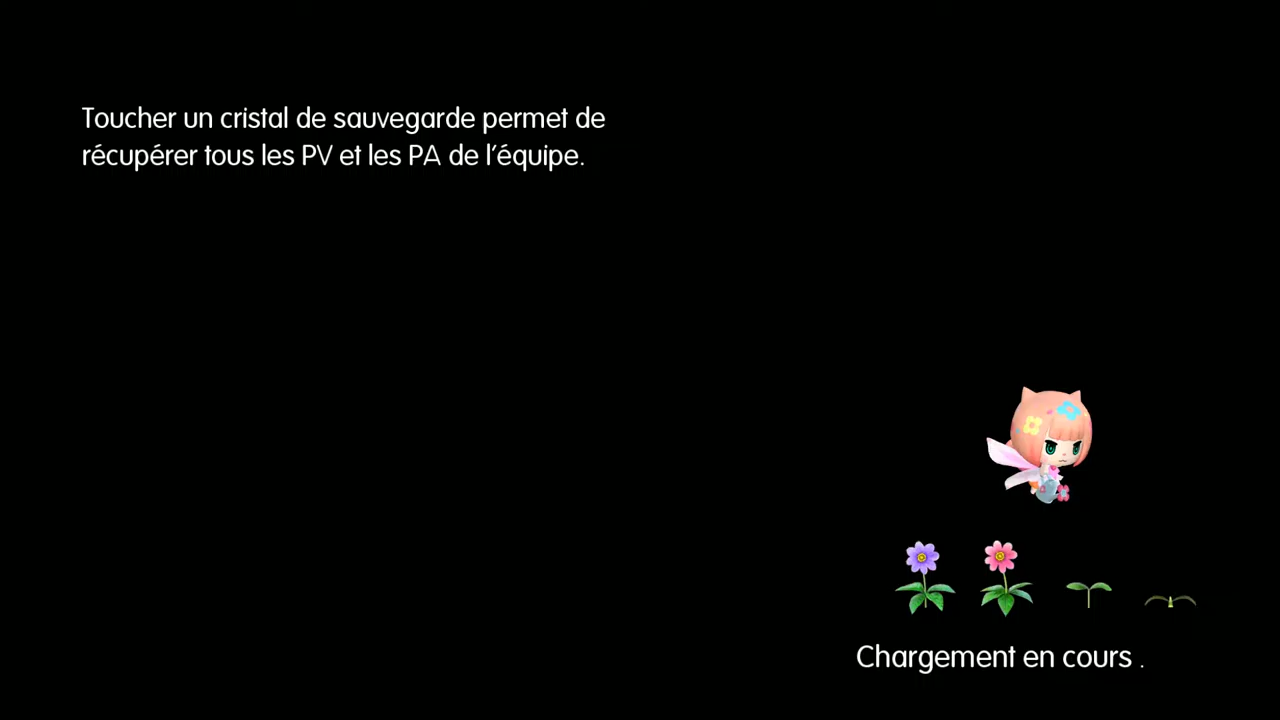 Toucher un cristal de sauvegarde permet de
récupérer tous les PV et les PA de l'équipe.
Chargement en cours .